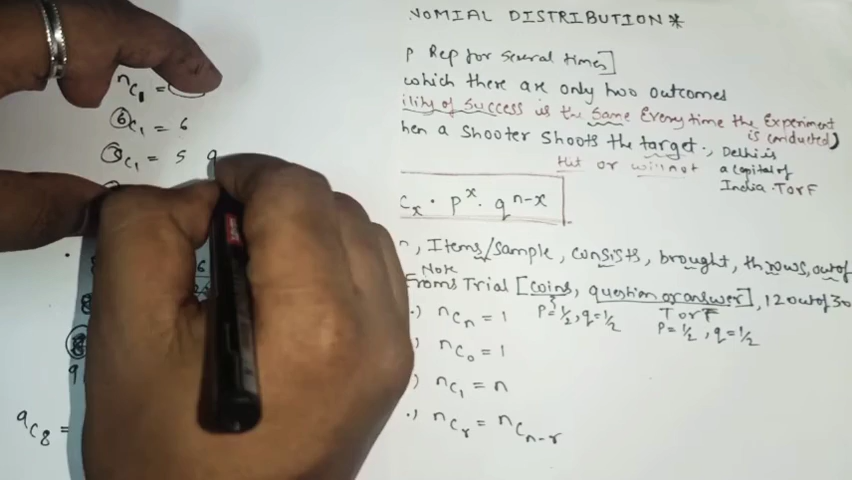 NOMIAL DISTRIBUTION *
p Rep for several times]
which there are only two outcomes
ility of success is the same Every time the Experiment
is conducted)
hen a shooter shoots the target., Delhi is
Hit or will not a capital of
India. T or F
Cx . p^x . q^n-x
n, Items/sample, consists, brought, throws, out of
Note
From Trial [coins, question or answer], 12 out of 30
P=1/2, q=1/2 T or F
P=1/2, q=1/2
nCn = 1
nC0 = 1
nC1 = n
nCr = nCn-r
nC1 =
6C1 = 6
5C1 = 5 9
6
9C8 =